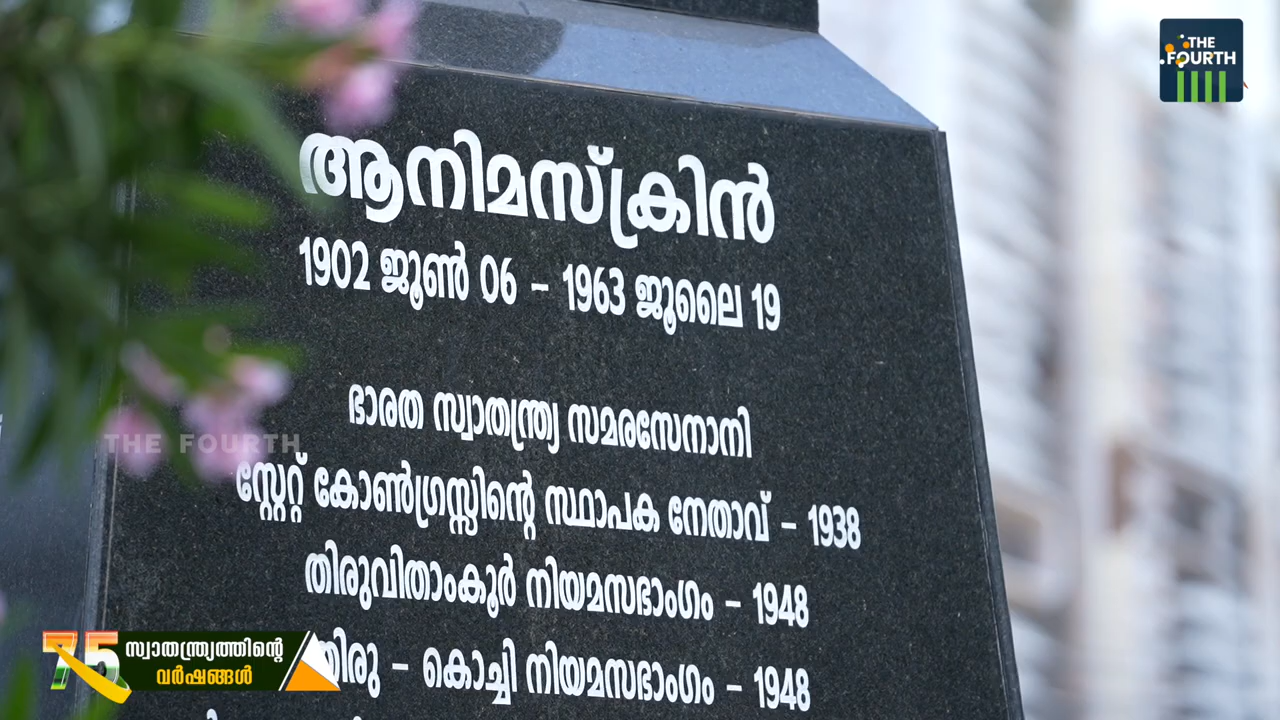 THE
FOURTH
ആനിമസ്ക്രിൻ
1902 ജൂൺ 06 – 1963 ജൂലൈ 19
ഭാരത സ്വാതന്ത്ര്യ സമരസേനാനി
THE FOURTH
സ്റ്റേറ്റ് കോൺഗ്രസ്സിന്റെ സ്ഥാപക നേതാവ് – 1938
തിരുവിതാംകൂർ നിയമസഭാംഗം – 1948
തിരു – കൊച്ചി നിയമസഭാംഗം – 1948
75 സ്വാതന്ത്ര്യത്തിന്റെ
വർഷങ്ങൾ